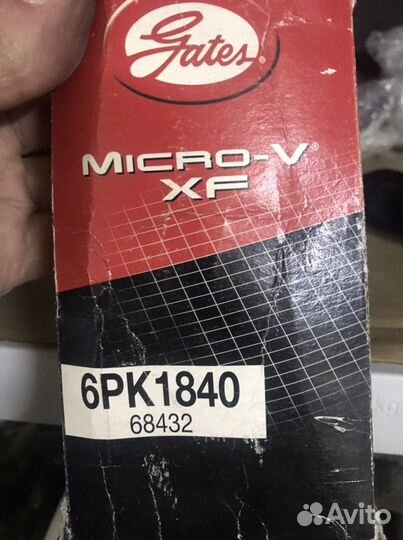 Gates®
MICRO-V®
XF
6PK1840
68432
Avito